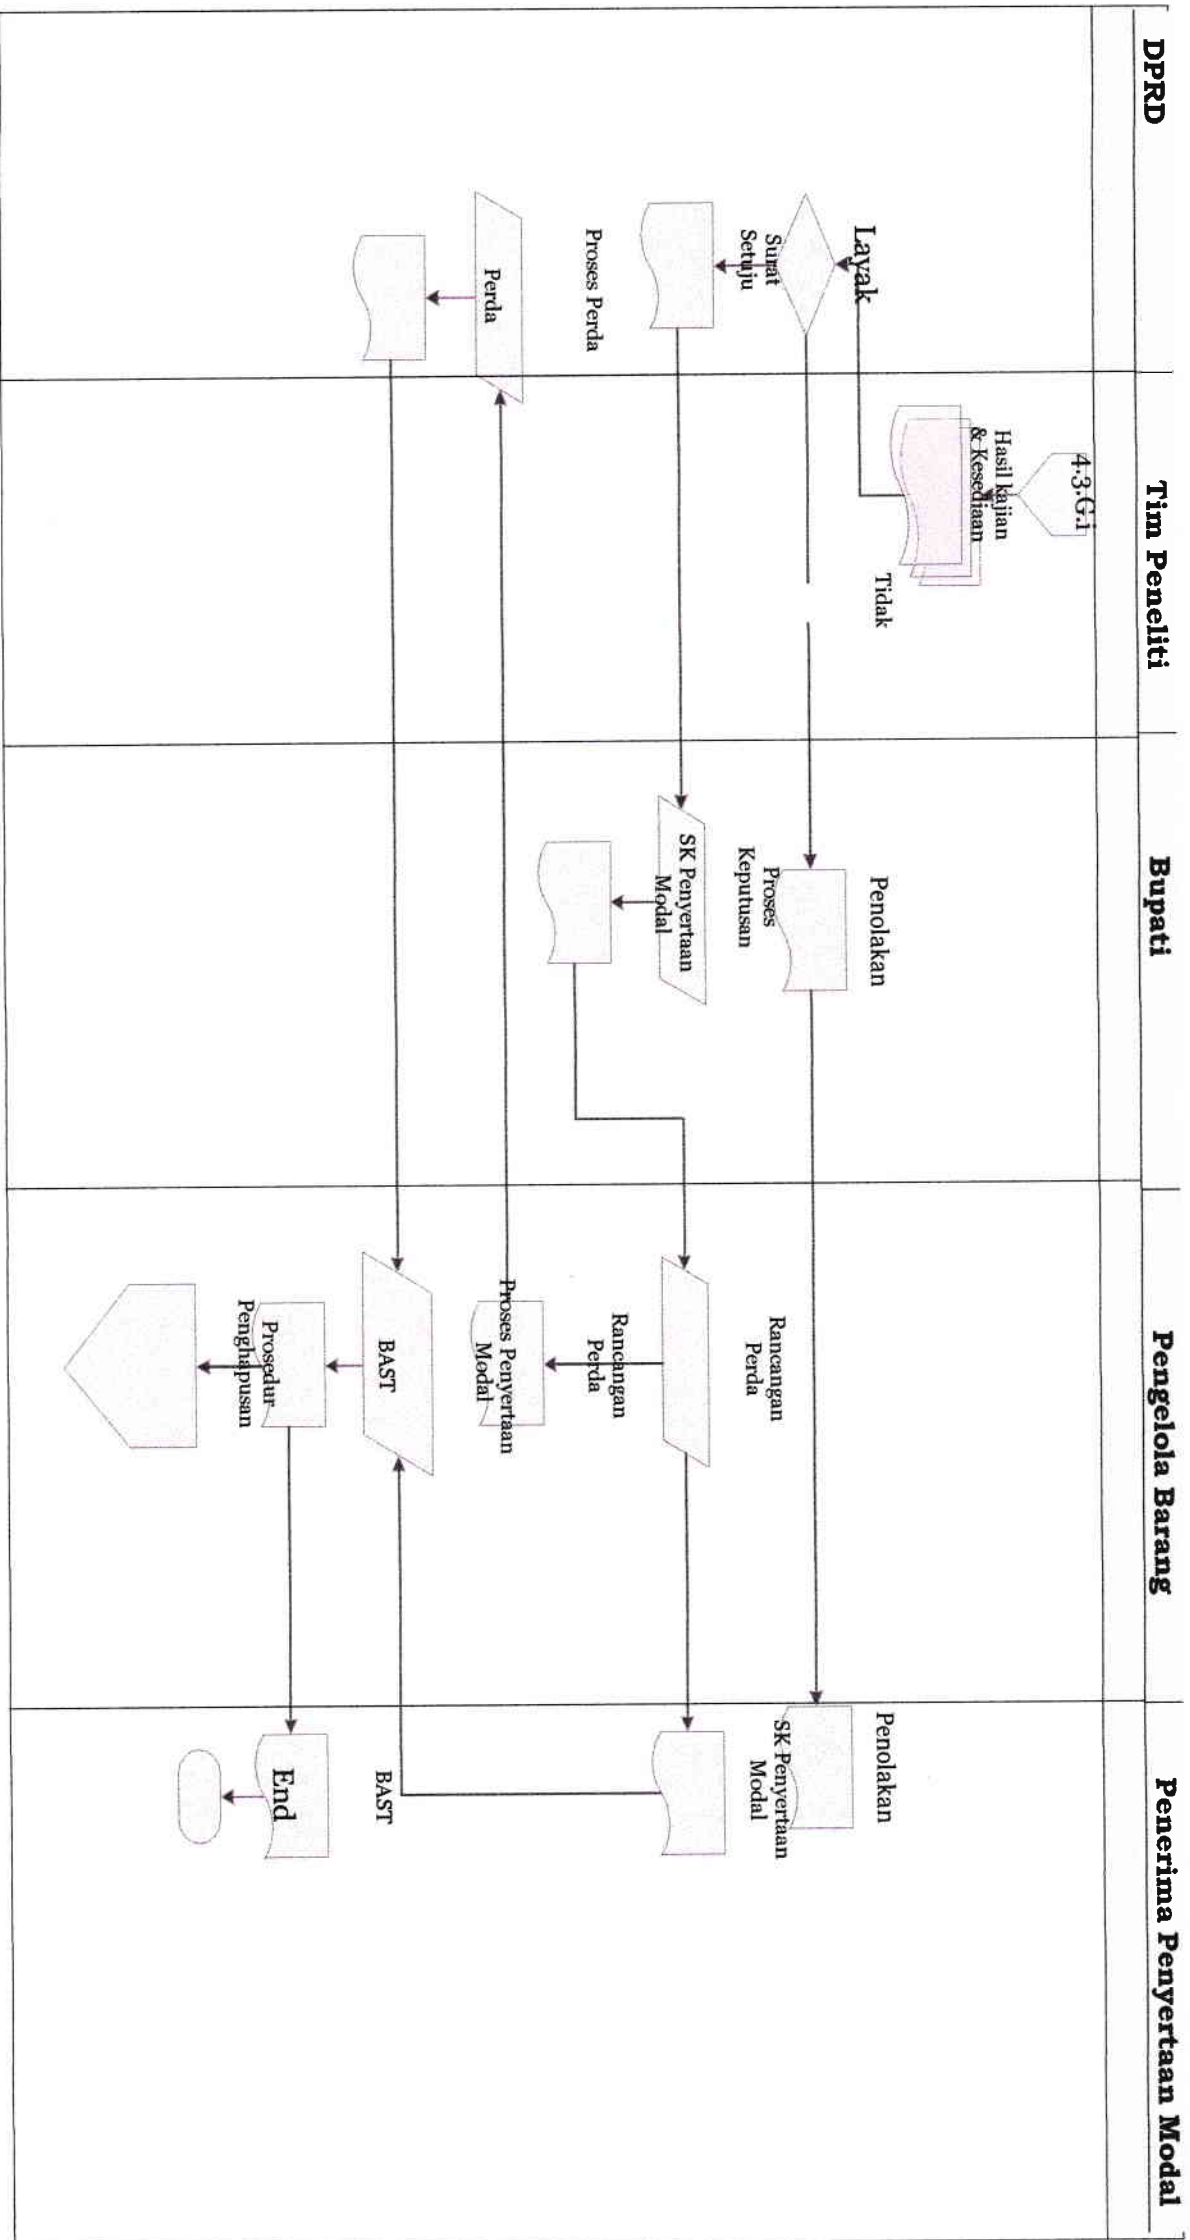 DPRD
Tim Peneliti
Bupati
Pengelola Barang
Penerima Penyertaan Modal
4.3.G.i
Hasil kajian
& Kesediaan
Layak
Tidak
Penolakan
Penolakan
Surat
Setuju
Proses
Keputusan
Rancangan
Perda
SK Penyertaan
Modal
SK Penyertaan
Modal
Proses Perda
Rancangan
Perda
Perda
Proses Penyertaan
Modal
BAST
BAST
Prosedur
Penghapusan
End